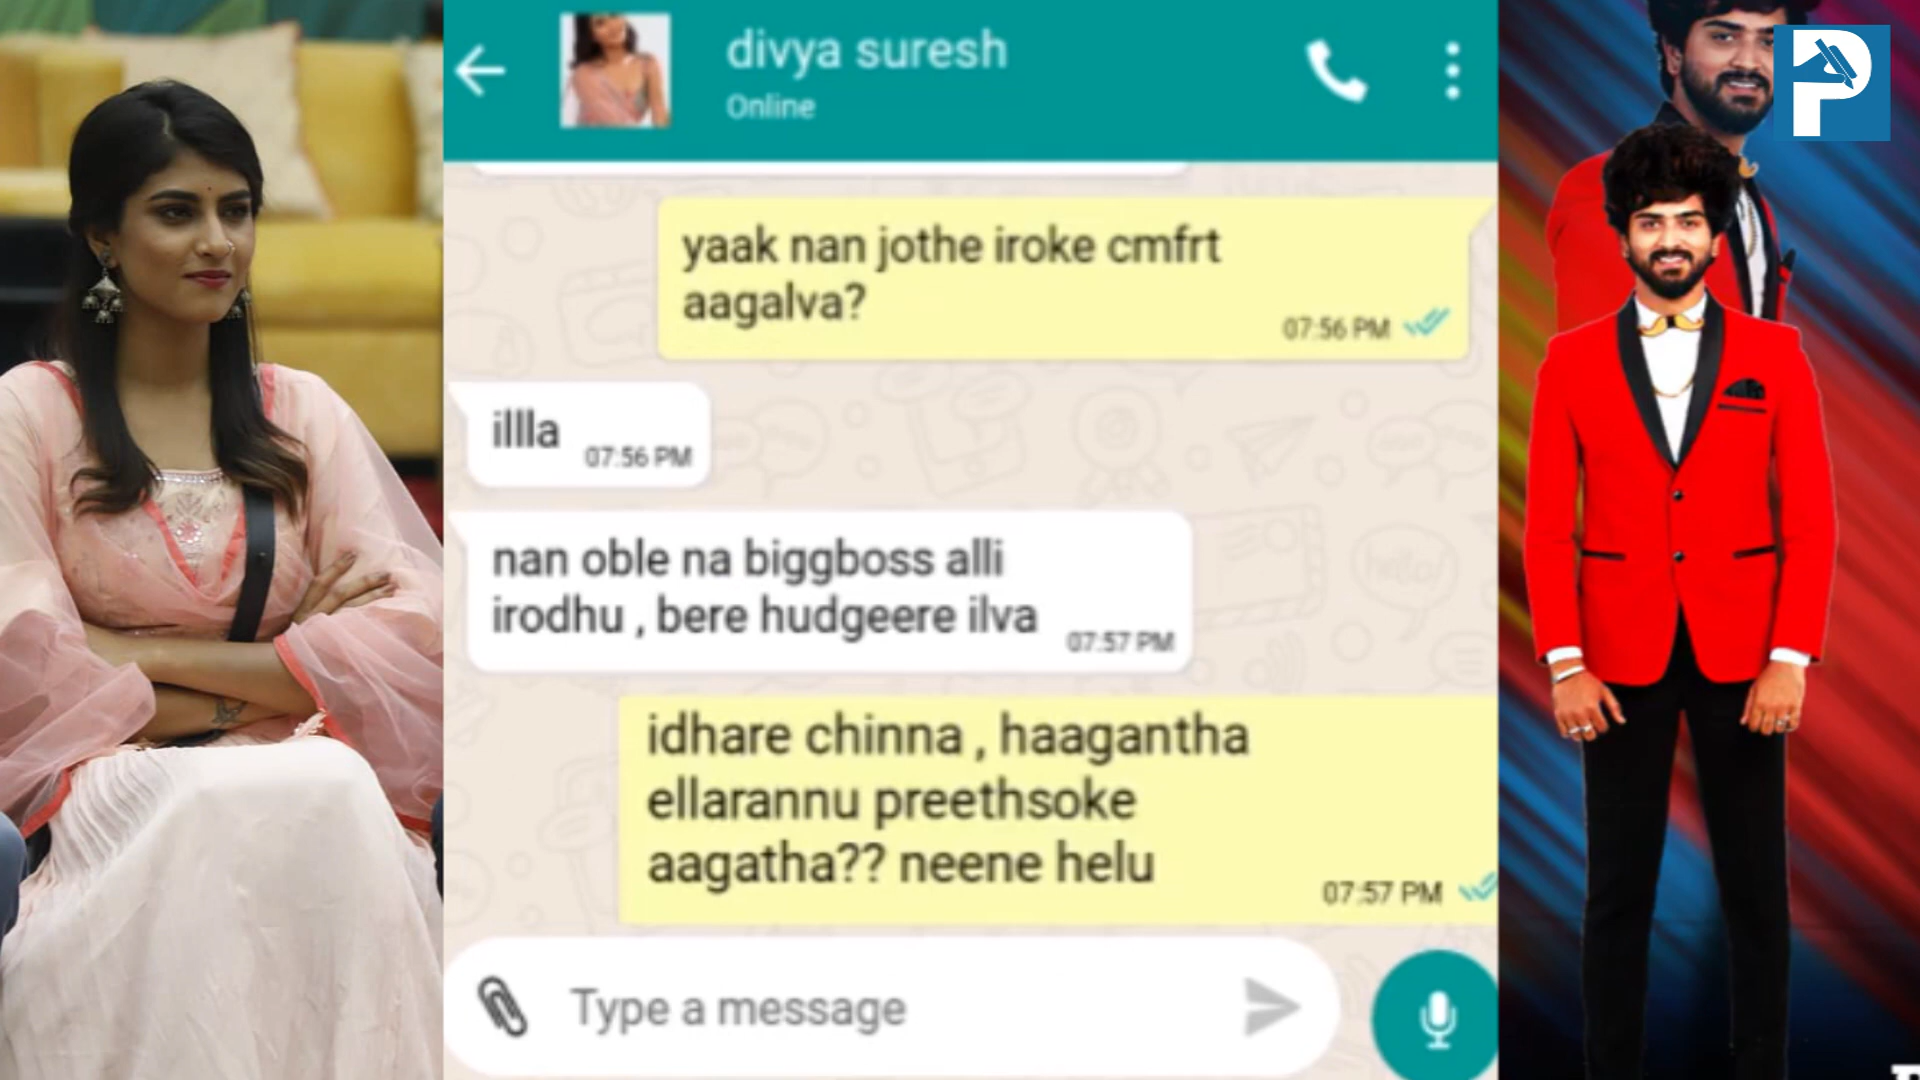 divya suresh
Online
yaak nan jothe iroke cmfrt
aagalva?
07:56 PM
illla
07:56 PM
nan oble na biggboss alli
irodhu , bere hudgeere ilva
07:57 PM
idhare chinna , haagantha
ellarannu preethsoke
aagatha?? neene helu
07:57 PM
Type a message
P